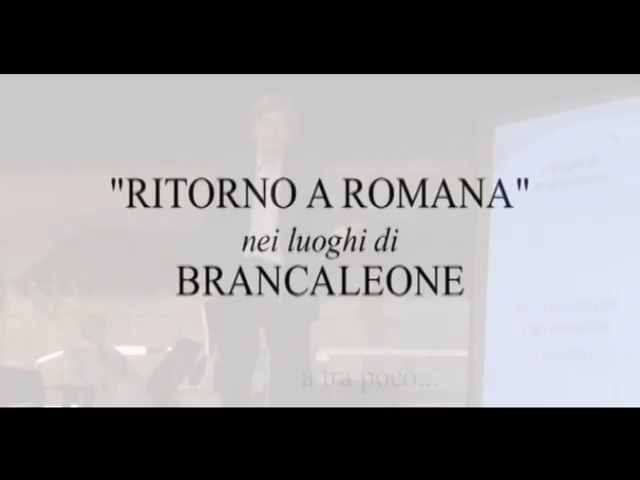 "RITORNO A ROMANA"
nei luoghi di
BRANCALEONE
a tra poco...